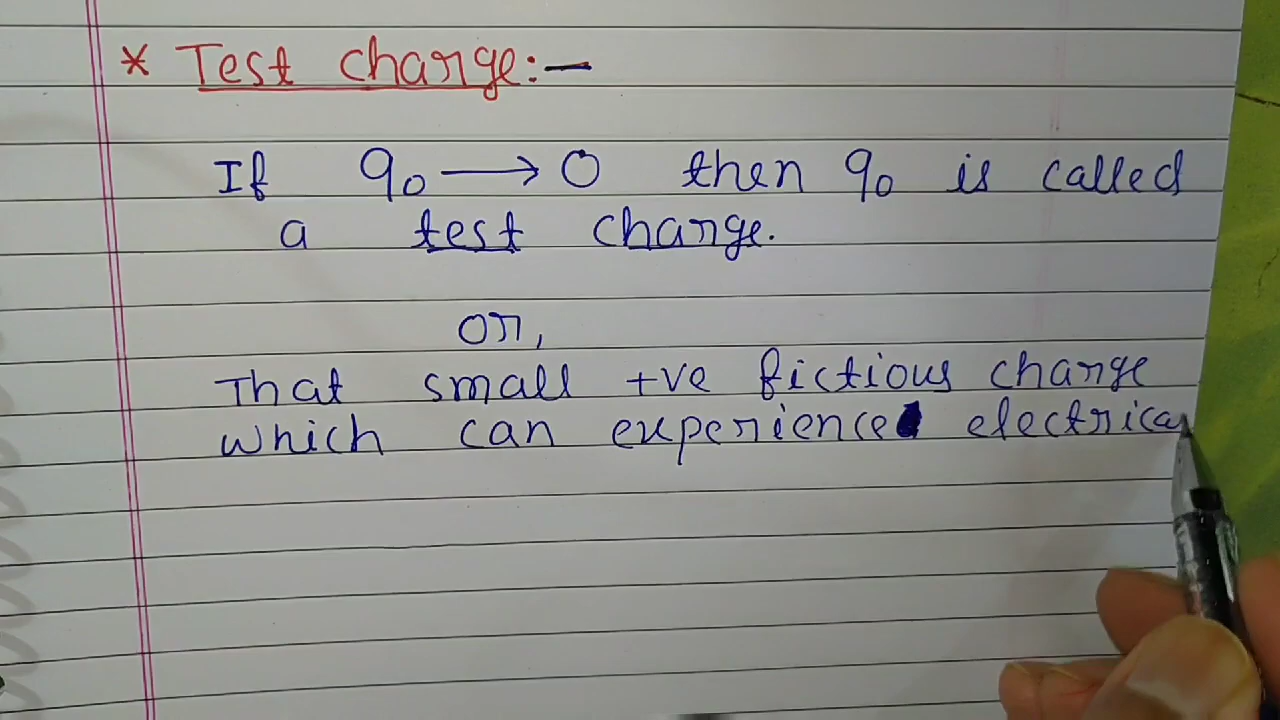 * Test charge:-
If q₀ → 0 then q₀ is called
a test charge.
or,
That small +ve fictious charge
which can experience electrica